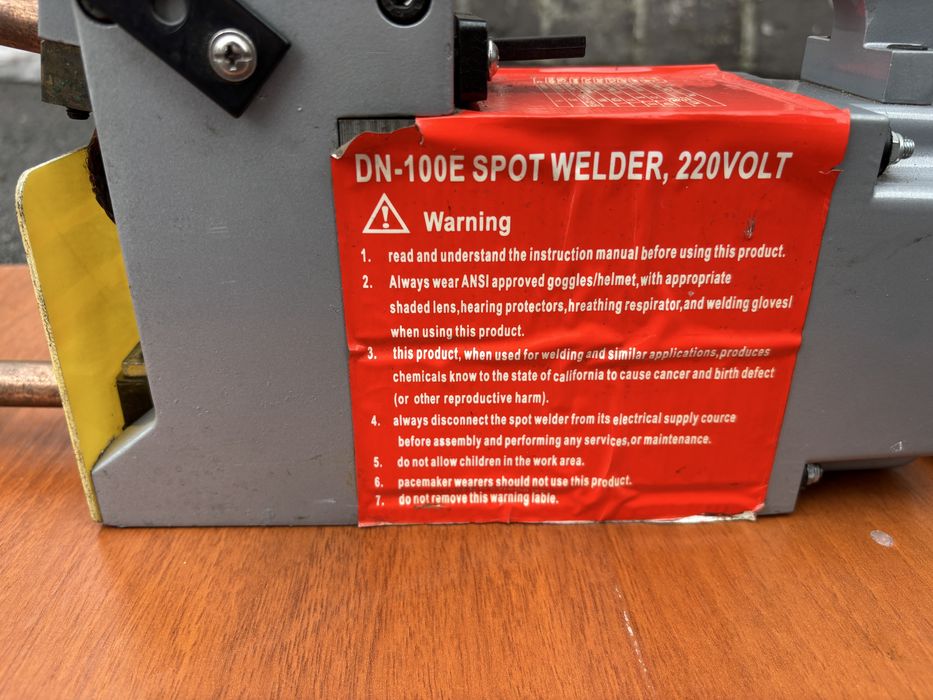 DN-100E SPOT WELDER, 220VOLT
Warning
1. read and understand the instruction manual before using this product.
2. Always wear ANSI approved goggles/helmet, with appropriate
shaded lens,hearing protectors,hreathing respirator,and welding glovesl
when using this product.
3. this product, when used for welding and similar applications,produces
chemicals know to the state of california to cause cancer and birth defect
(or other reproductive harm).
4. always disconnect the spot welder from its electrical supply cource
before assembly and performing any services,or maintenance.
5. do not allow children in the work area.
6. pacemaker wearers should not use this product.
7. do not remove this warning lable.